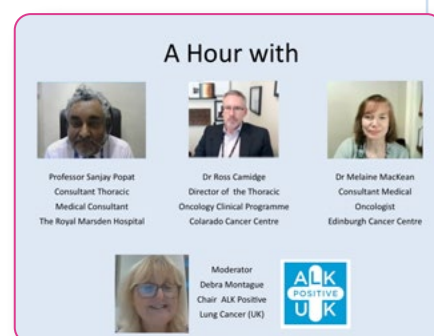 A Hour with
Professor Sanjay Popat
Consultant Thoracic
Medical Consultant
The Royal Marsden Hospital
Dr Ross Camidge
Director of the Thoracic
Oncology Clinical Programme
Colarado Cancer Centre
Dr Melaine MacKean
Consultant Medical
Oncologist
Edinburgh Cancer Centre
Moderator
Debra Montague
Chair ALK Positive
Lung Cancer (UK)
ALK
POSITIVE
UK